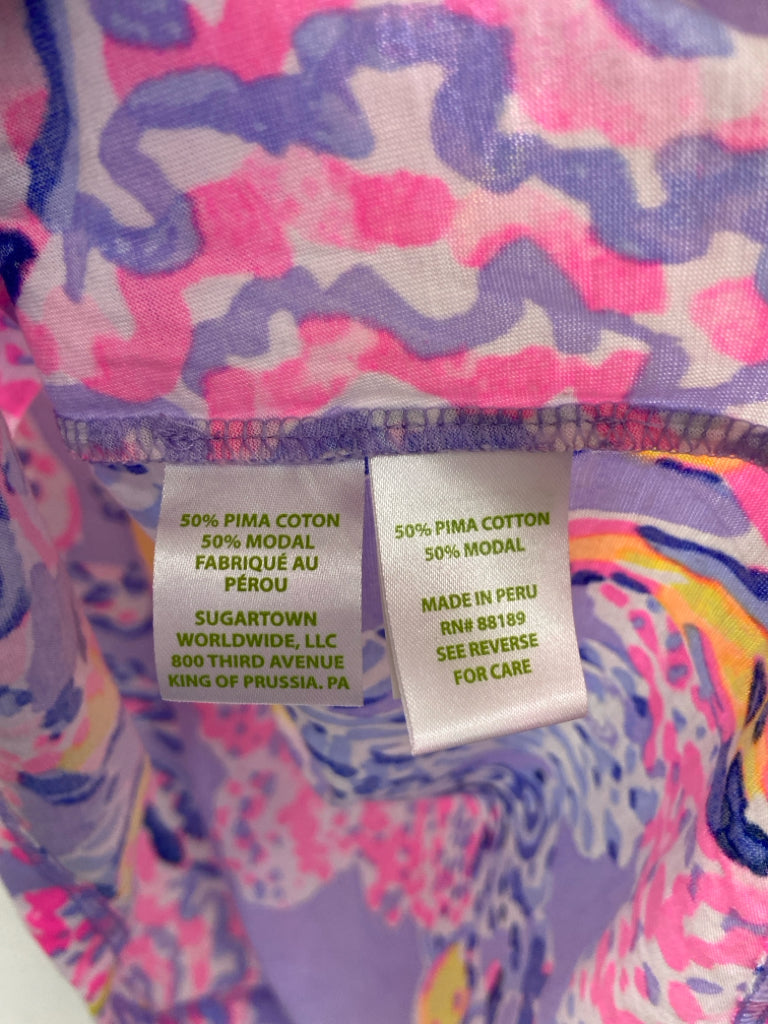 50% PIMA COTON
50% MODAL
FABRIQUÉ AU
PÉROU
SUGARTOWN
WORLDWIDE, LLC
800 THIRD AVENUE
KING OF PRUSSIA. PA
50% PIMA COTTON
50% MODAL
MADE IN PERU
RN# 88189
SEE REVERSE
FOR CARE